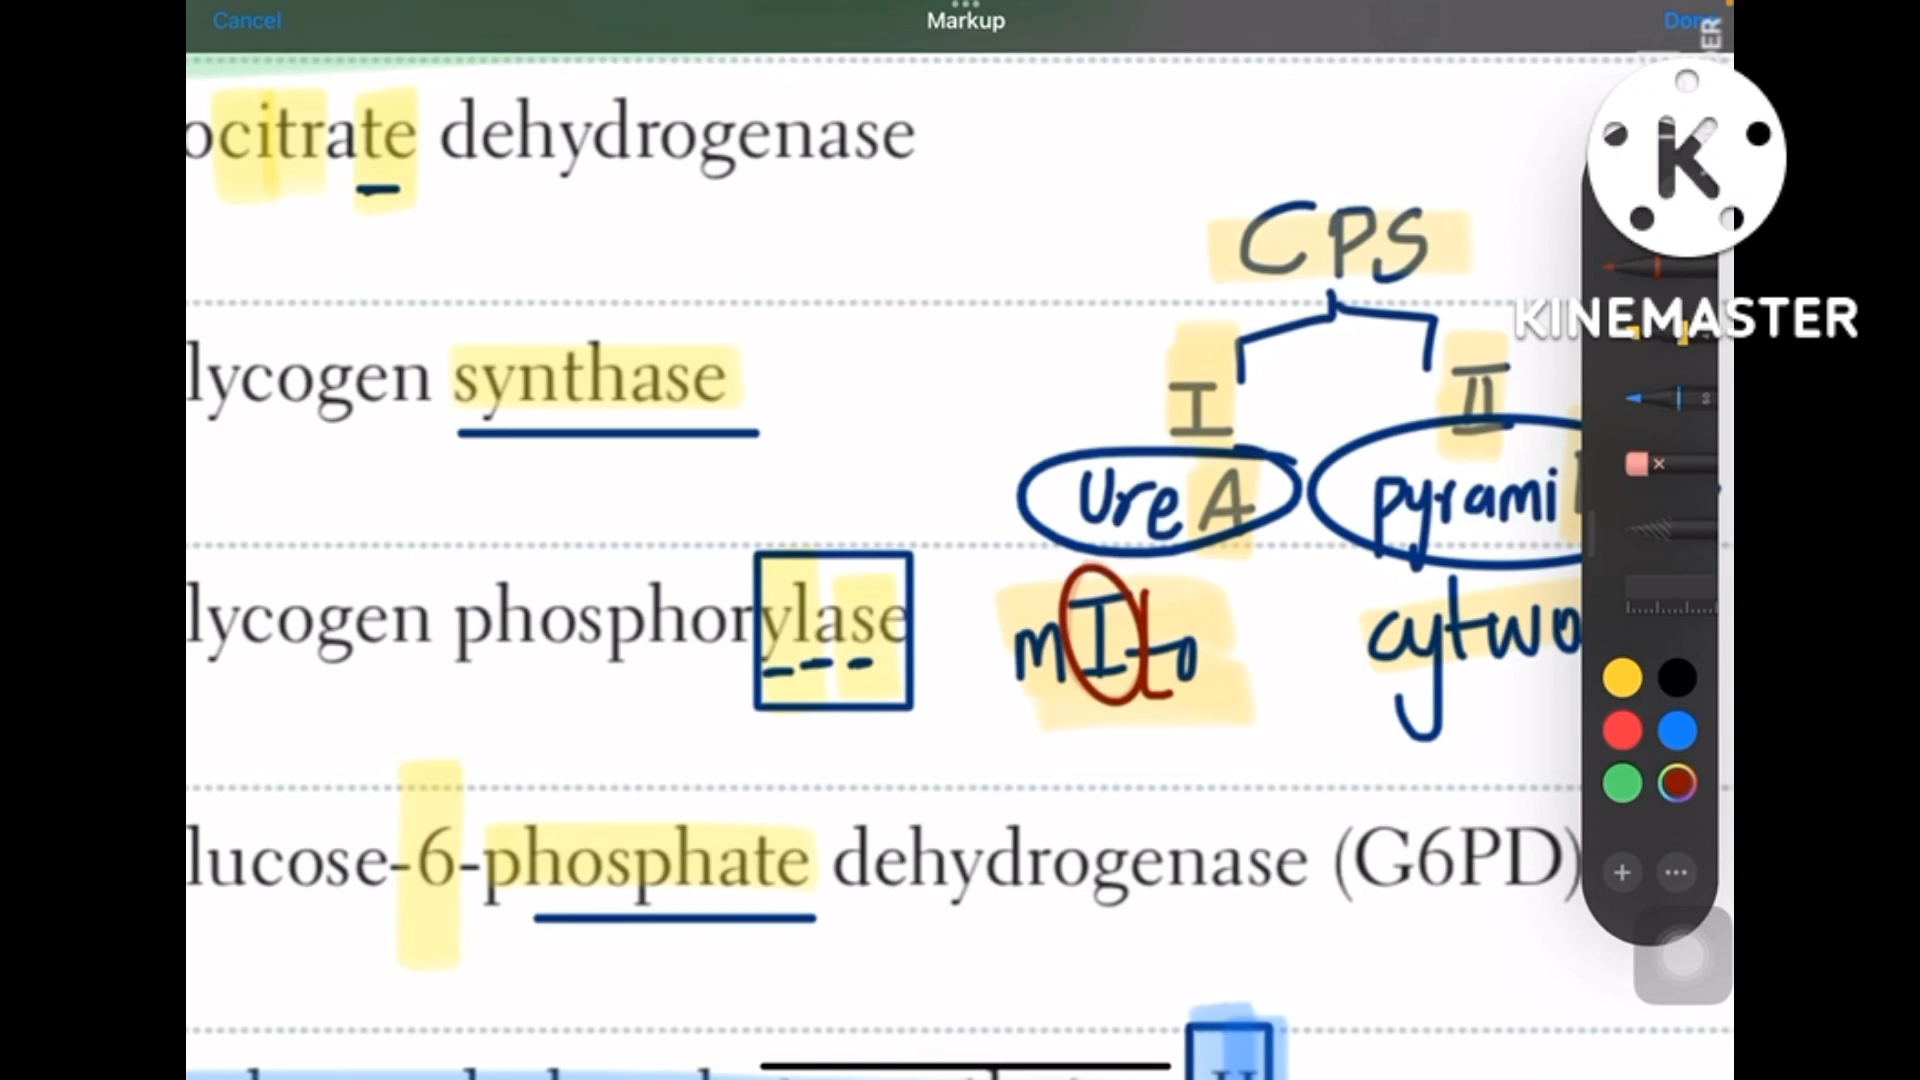 Cancel
Markup
ocitrate dehydrogenase
CPS
K
KINEMASTER
lycogen synthase
I
II
UreA
pyrami
lycogen phosphorylase
mIto
cytwo
lucose-6-phosphate dehydrogenase (G6PD)